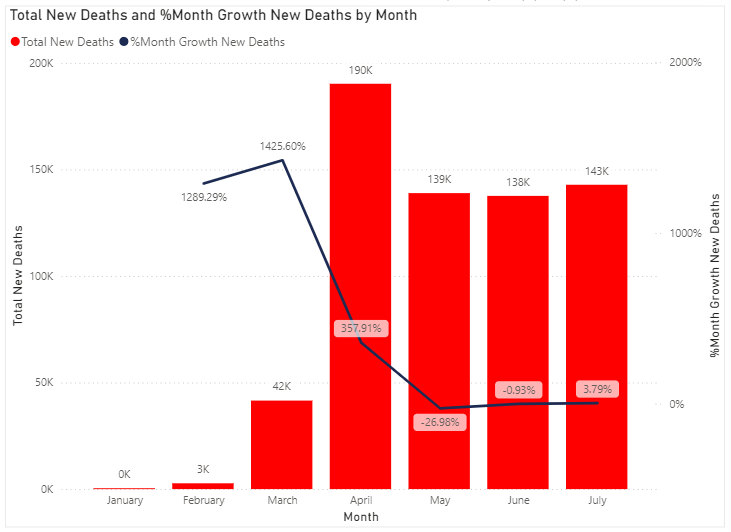 Total New Deaths and %Month Growth New Deaths by Month
Total New Deaths %Month Growth New Deaths
200K
150K
100K
50K
0K
Total New Deaths
2000%
1000%
0%
%Month Growth New Deaths
0K
3K
42K
190K
139K
138K
143K
1289.29%
1425.60%
357.91%
-26.98%
-0.93%
3.79%
January February March April May June July
Month